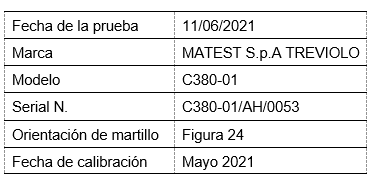 Fecha de la prueba 11/06/2021
Marca MATEST S.p.A TREVIOLO
Modelo C380-01
Serial N. C380-01/AH/0053
Orientación de martillo Figura 24
Fecha de calibración Mayo 2021